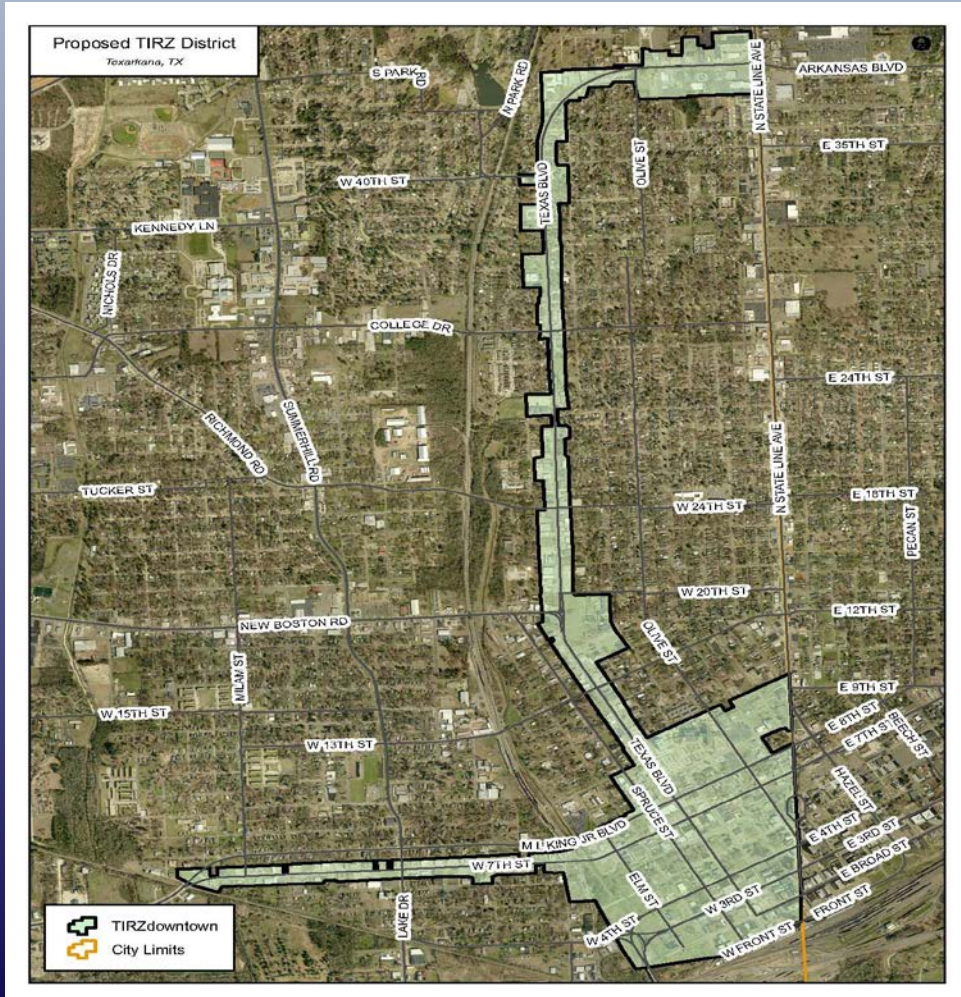 Proposed TIRZ District
Texarkana, TX
S PARK RD
N PARK RD
ARKANSAS BLVD
N STATE LINE AVE
E 35TH ST
OLIVE ST
TEXAS BLVD
W 40TH ST
KENNEDY LN
NICHOLS DR
COLLEGE DR
E 24TH ST
RICHMOND RD
SUMMERHILL RD
N STATE LINE AVE
TUCKER ST
W 24TH ST
E 18TH ST
PECAN ST
W 20TH ST
E 12TH ST
NEW BOSTON RD
OLIVE ST
MILAM ST
E 9TH ST
W 15TH ST
E 8TH ST
BEECH ST
E 7TH ST
W 13TH ST
TEXAS BLVD
SPRUCE ST
HAZEL ST
M L KING JR BLVD
E 4TH ST
E 3RD ST
W 7TH ST
E BROAD ST
ELM ST
W 3RD ST
FRONT ST
LAKE DR
W 4TH ST
W FRONT ST
TIRZdowntown
City Limits